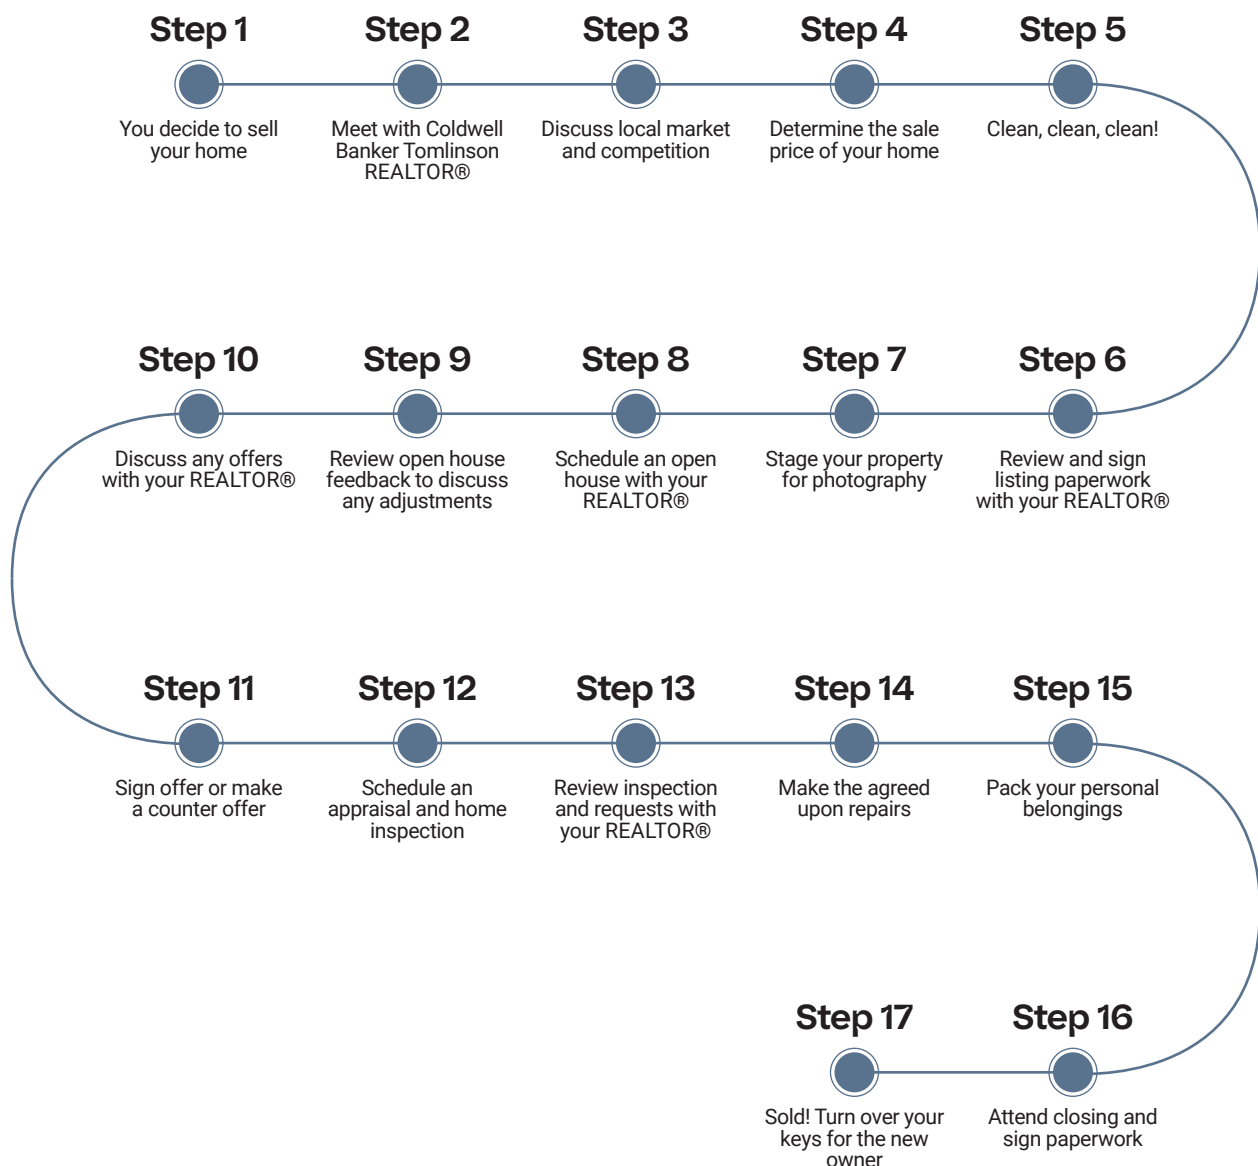 Step 1
You decide to sell
your home
Step 2
Meet with Coldwell
Banker Tomlinson
REALTOR®
Step 3
Discuss local market
and competition
Step 4
Determine the sale
price of your home
Step 5
Clean, clean, clean!
Step 6
Review and sign
listing paperwork
with your REALTOR®
Step 7
Stage your property
for photography
Step 8
Schedule an open
house with your
REALTOR®
Step 9
Review open house
feedback to discuss
any adjustments
Step 10
Discuss any offers
with your REALTOR®
Step 11
Sign offer or make
a counter offer
Step 12
Schedule an
appraisal and home
inspection
Step 13
Review inspection
and requests with
your REALTOR®
Step 14
Make the agreed
upon repairs
Step 15
Pack your personal
belongings
Step 16
Attend closing and
sign paperwork
Step 17
Sold! Turn over your
keys for the new
owner